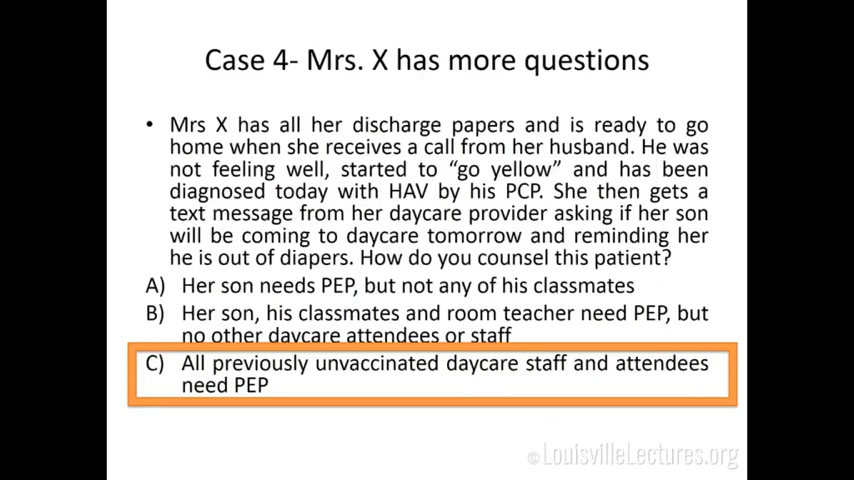 Case 4- Mrs. X has more questions
• Mrs X has all her discharge papers and is ready to go
home when she receives a call from her husband. He was
not feeling well, started to “go yellow” and has been
diagnosed today with HAV by his PCP. She then gets a
text message from her daycare provider asking if her son
will be coming to daycare tomorrow and reminding her
he is out of diapers. How do you counsel this patient?
A) Her son needs PEP, but not any of his classmates
B) Her son, his classmates and room teacher need PEP, but
no other daycare attendees or staff
C) All previously unvaccinated daycare staff and attendees
need PEP
©LouisvilleLectures.org